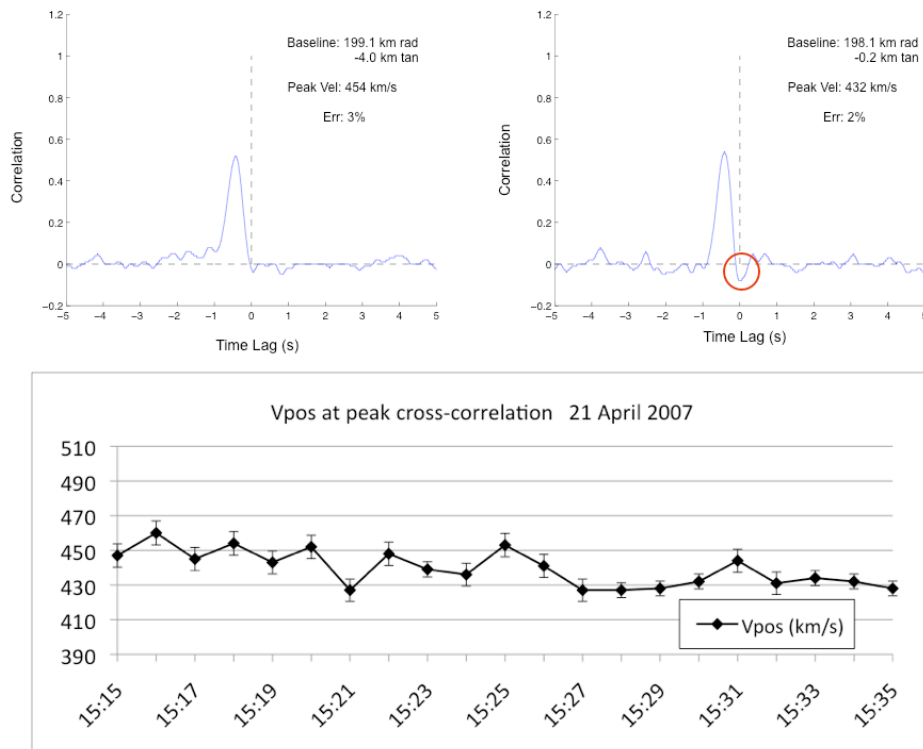 1.2
1
0.8
0.6
0.4
0.2
0
−0.2
−5 −4 −3 −2 −1 0 1 2 3 4 5
Correlation
Time Lag (s)
Baseline: 199.1 km rad
-4.0 km tan
Peak Vel: 454 km/s
Err: 3%
1.2
1
0.8
0.6
0.4
0.2
0
−0.2
−5 −4 −3 −2 −1 0 1 2 3 4 5
Correlation
Time Lag (s)
Baseline: 198.1 km rad
-0.2 km tan
Peak Vel: 432 km/s
Err: 2%
Vpos at peak cross-correlation 21 April 2007
510
490
470
450
430
410
390
Vpos (km/s)
15:15 15:17 15:19 15:21 15:23 15:25 15:27 15:29 15:31 15:33 15:35